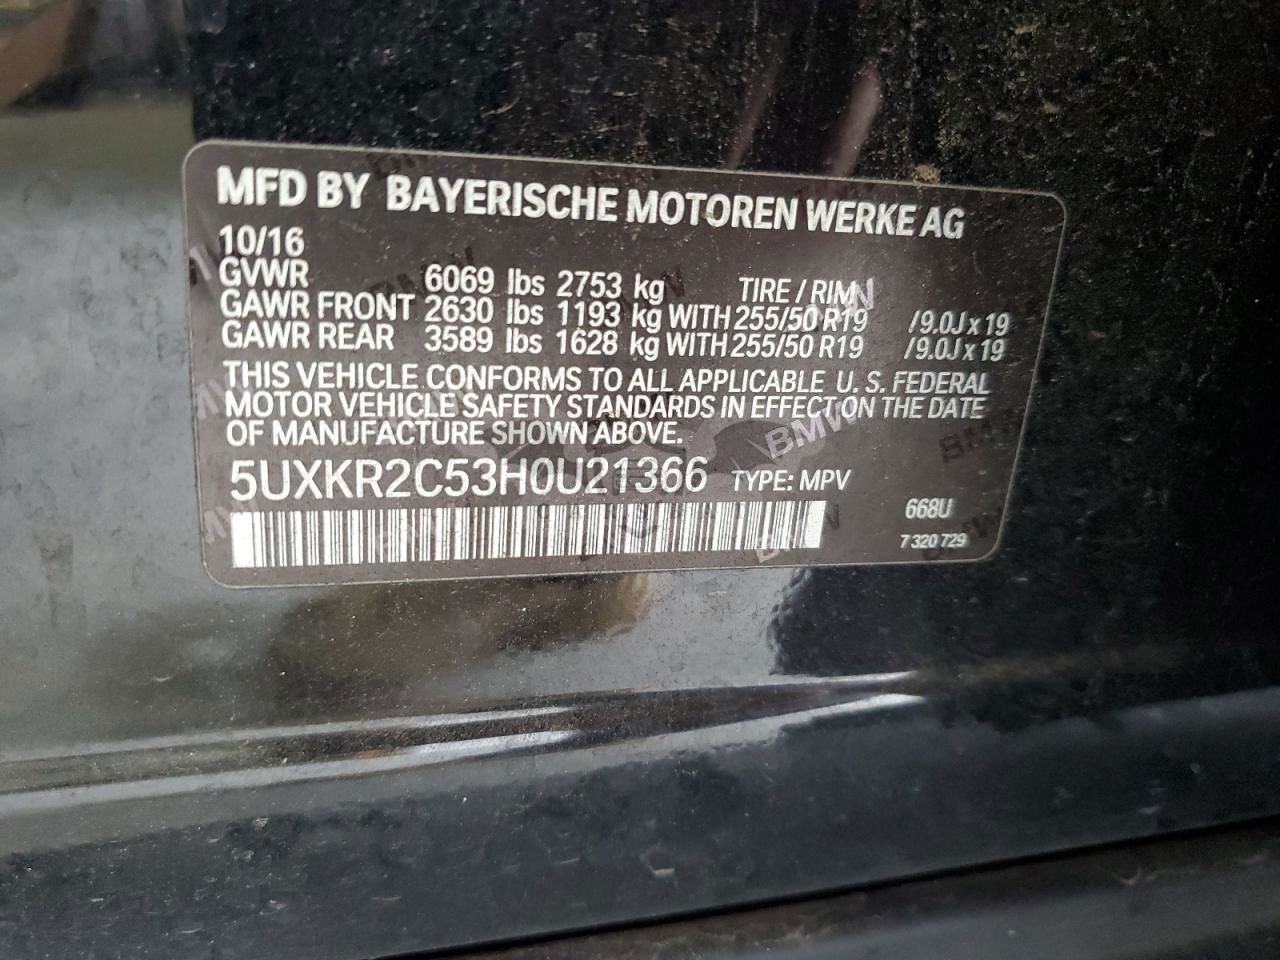 MFD BY BAYERISCHE MOTOREN WERKE AG
10/16
GVWR 6069 lbs 2753 kg TIRE / RIM
GAWR FRONT 2630 lbs 1193 kg WITH 255/50 R19 /9.0J x 19
GAWR REAR 3589 lbs 1628 kg WITH 255/50 R19 /9.0J x 19
THIS VEHICLE CONFORMS TO ALL APPLICABLE U. S. FEDERAL
MOTOR VEHICLE SAFETY STANDARDS IN EFFECT ON THE DATE
OF MANUFACTURE SHOWN ABOVE.
5UXKR2C53H0U21366 TYPE: MPV
668U
7 320 729